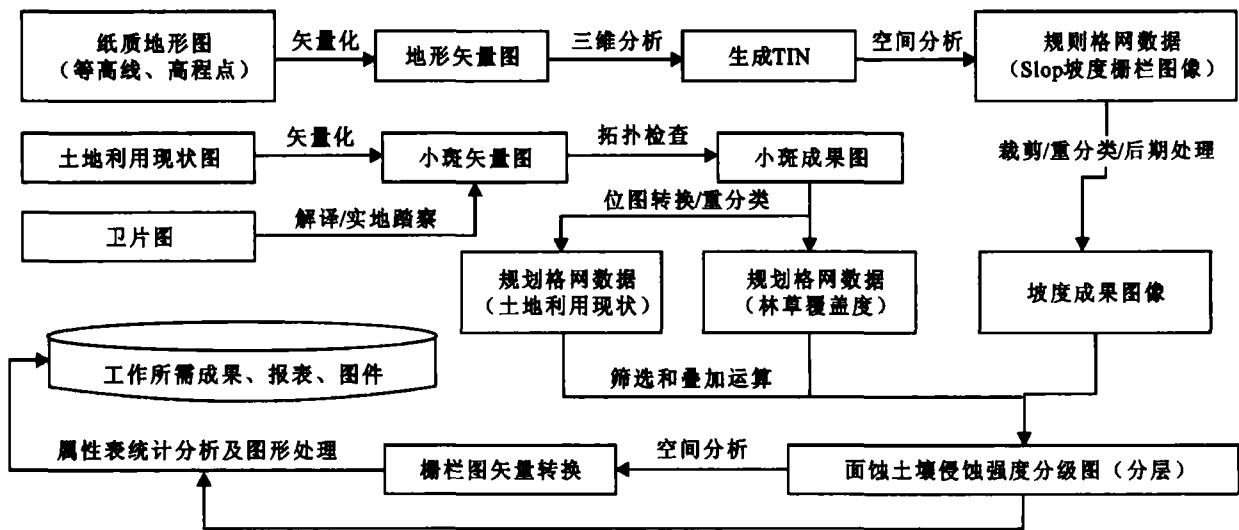 纸质地形图
（等高线、高程点）
矢量化
地形矢量图
三维分析
生成TIN
空间分析
规则格网数据
（Slop坡度栅栏图像）
土地利用现状图
矢量化
小斑矢量图
拓扑检查
小斑成果图
裁剪/重分类/后期处理
卫片图
解译/实地踏察
位图转换/重分类
规划格网数据
（土地利用现状）
规划格网数据
（林草覆盖度）
坡度成果图像
工作所需成果、报表、图件
筛选和叠加运算
属性表统计分析及图形处理
栅栏图矢量转换
空间分析
面蚀土壤侵蚀强度分级图（分层）